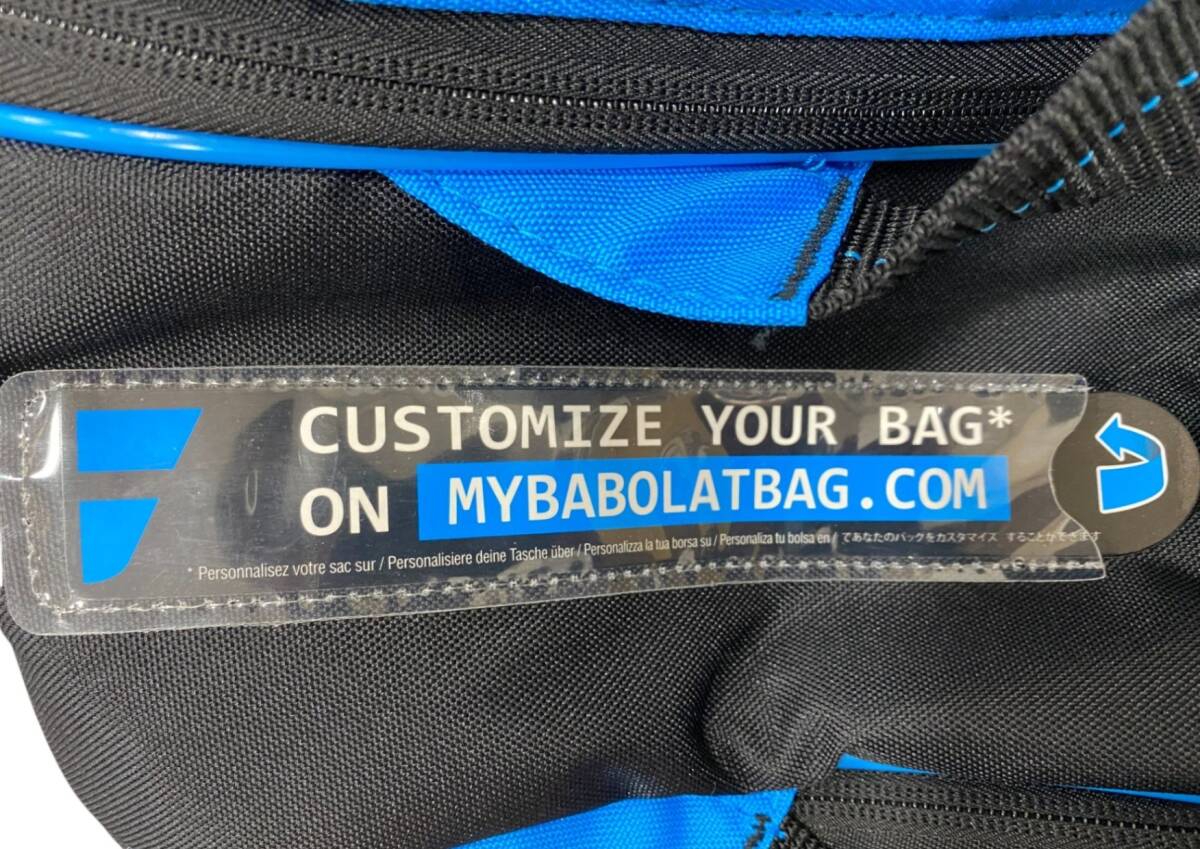 CUSTOMIZE YOUR BAG*
ON MYBABOLATBAG.COM
* Personnalisez votre sac sur / Personalisiere deine Tasche über / Personalizza la tua borsa su / Personaliza tu bolsa en / であなたのバックをカスタマイズ することができます